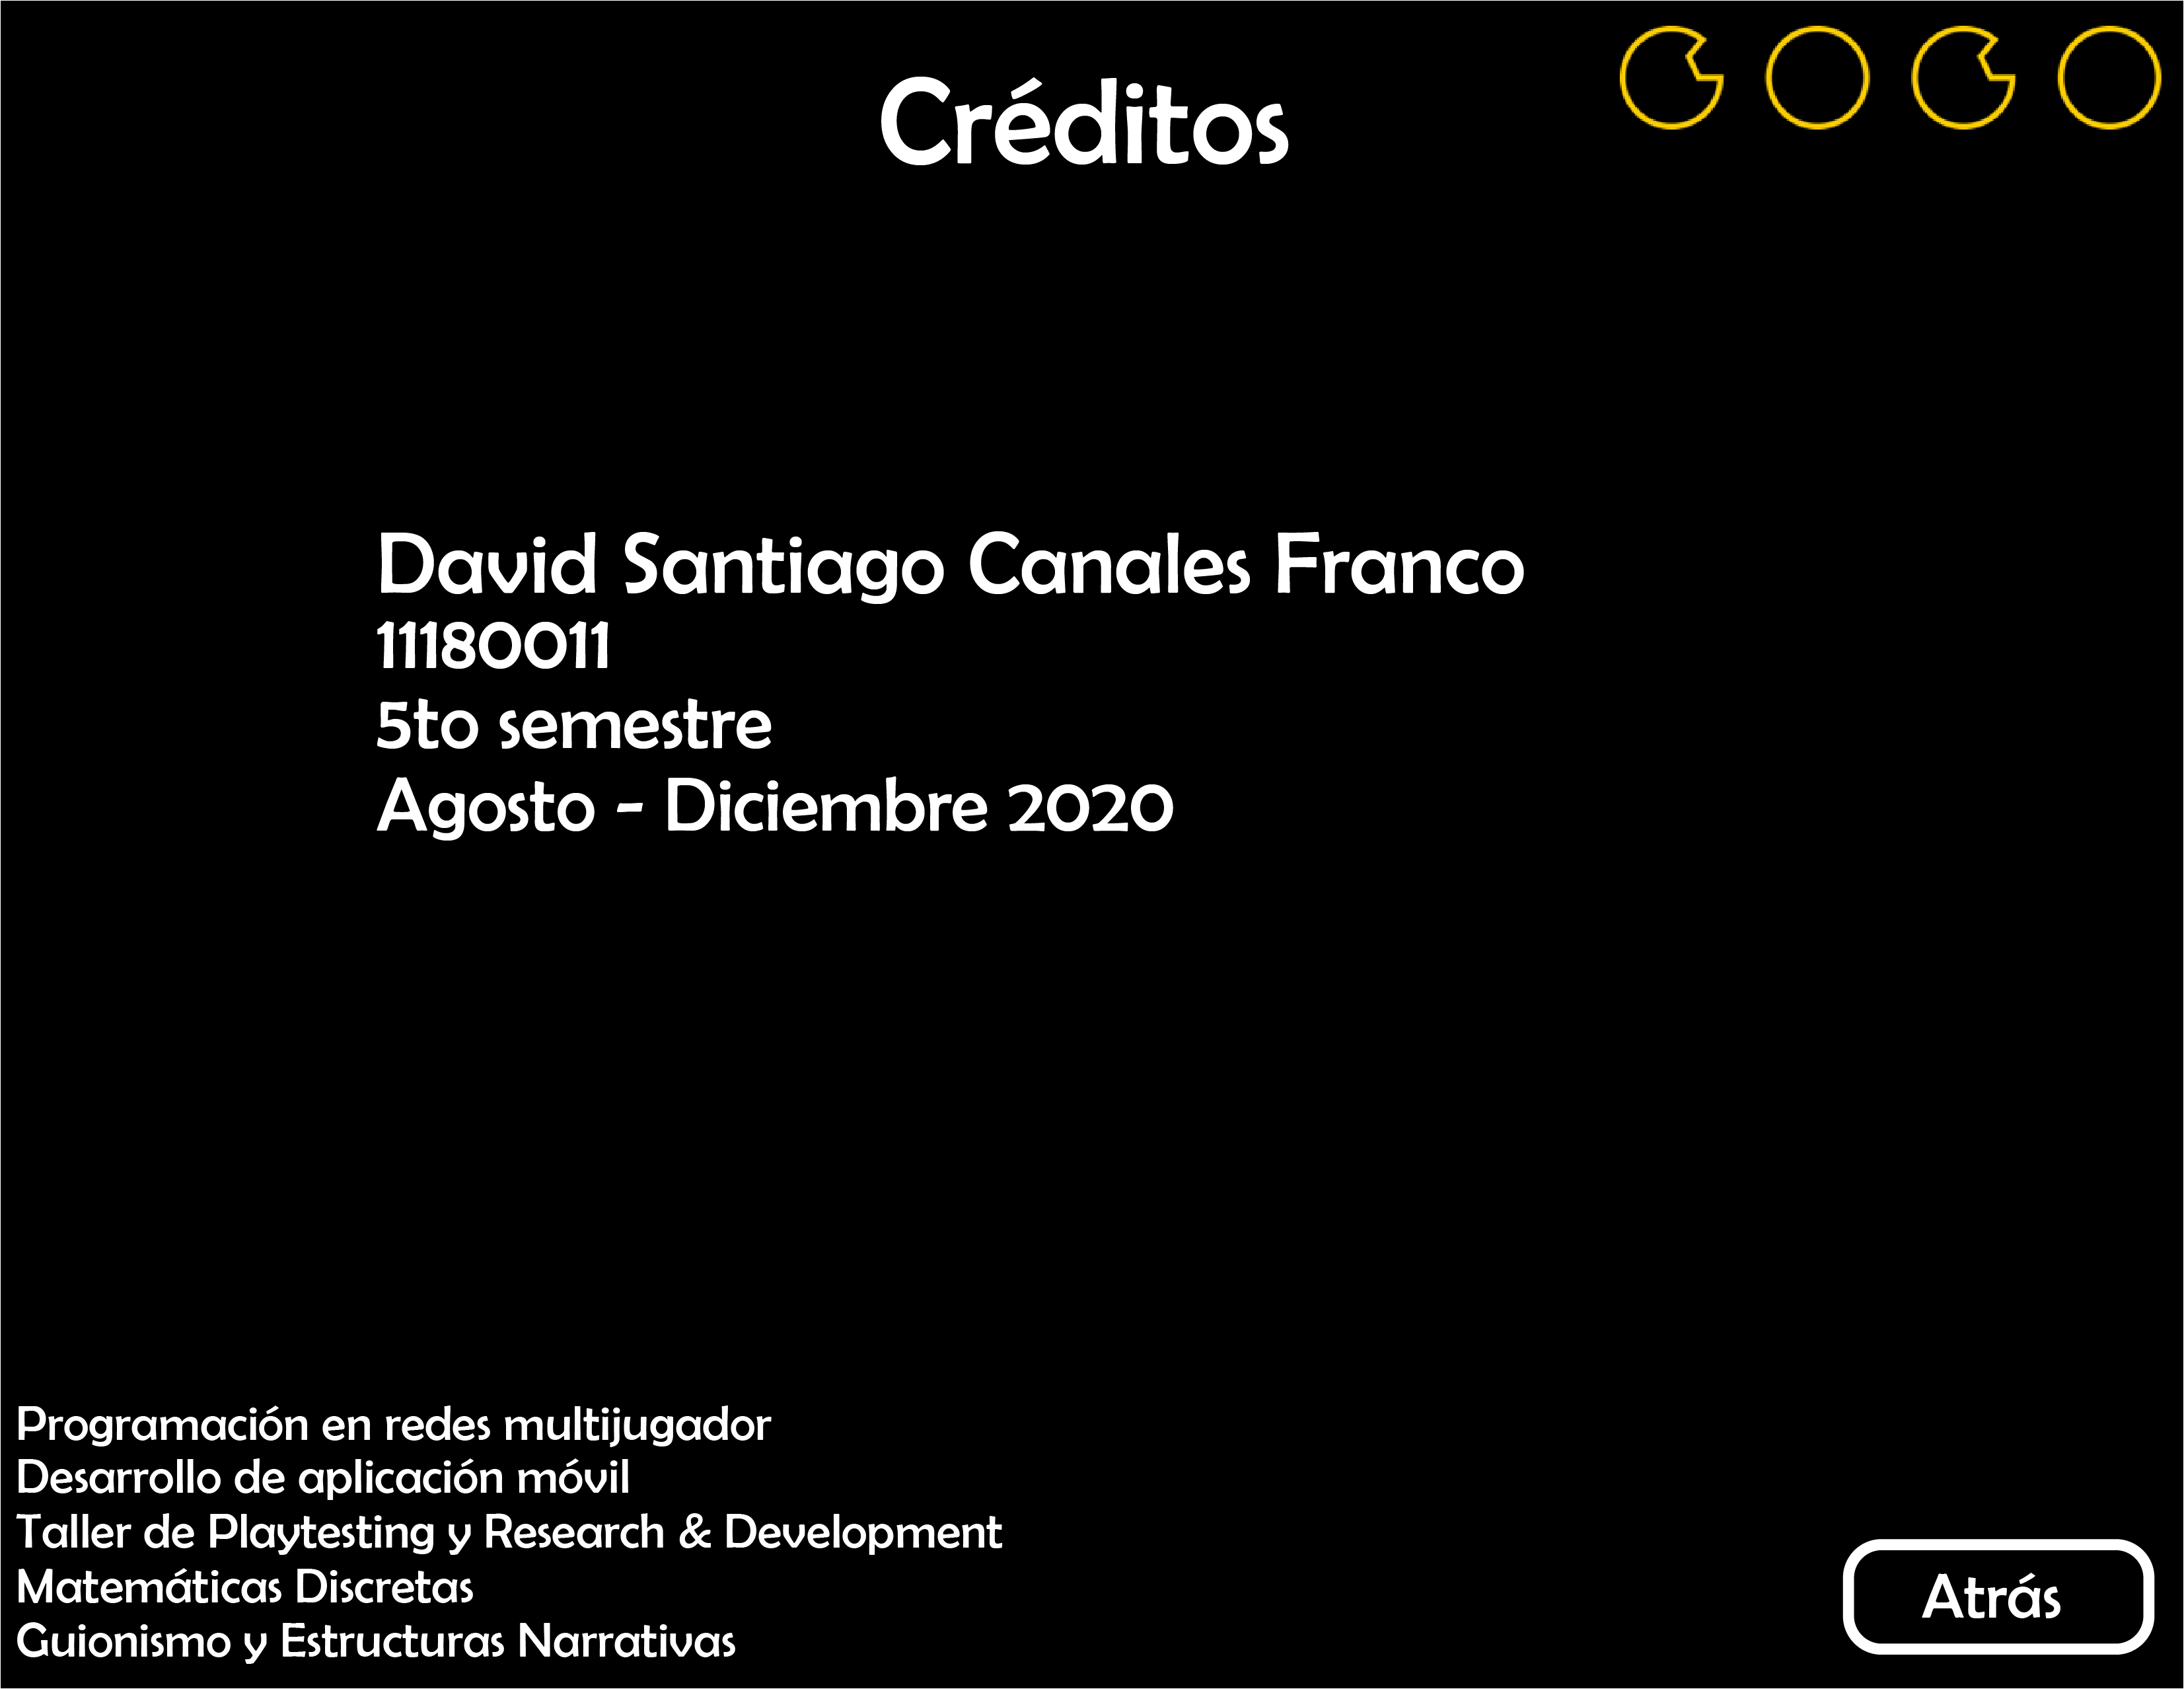 Créditos
David Santiago Canales Franco
11180011
5to semestre
Agosto - Diciembre 2020
Programación en redes multijugador
Desarrollo de aplicación móvil
Taller de Playtesting y Research & Development
Matemáticas Discretas
Guionismo y Estructuras Narrativas
Atrás